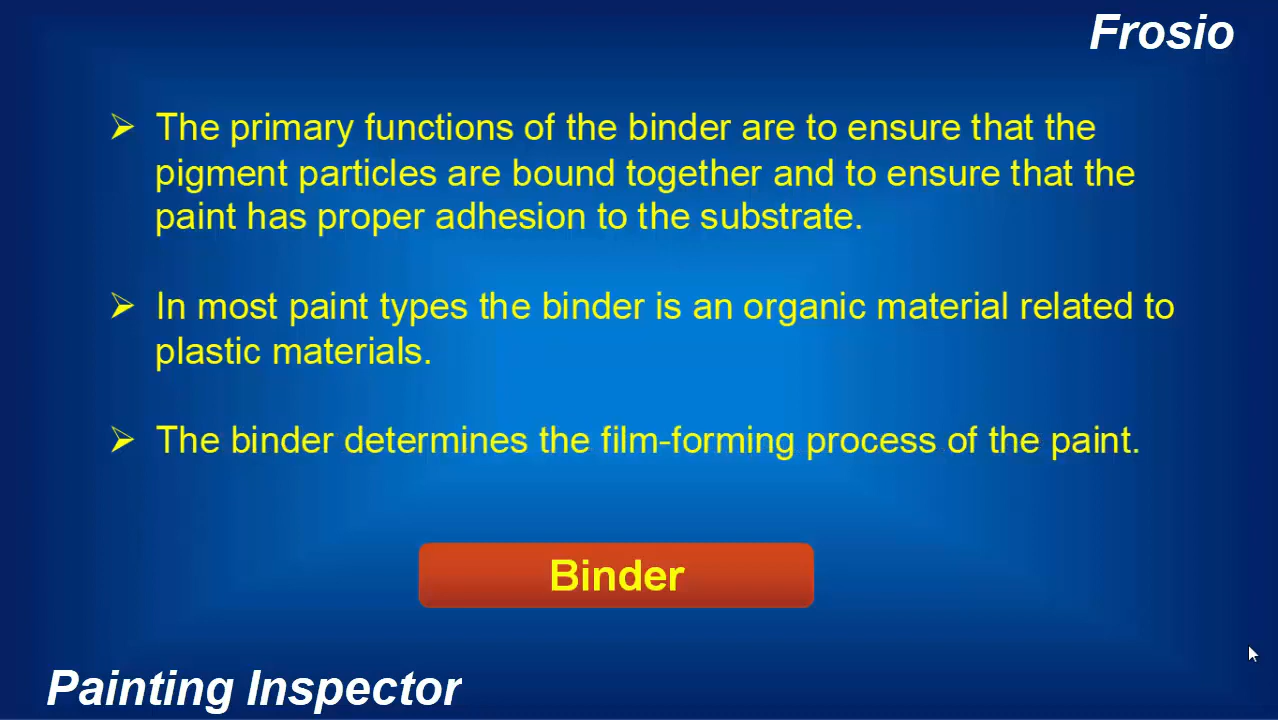 Frosio
➢ The primary functions of the binder are to ensure that the
pigment particles are bound together and to ensure that the
paint has proper adhesion to the substrate.
➢ In most paint types the binder is an organic material related to
plastic materials.
➢ The binder determines the film-forming process of the paint.
Binder
Painting Inspector